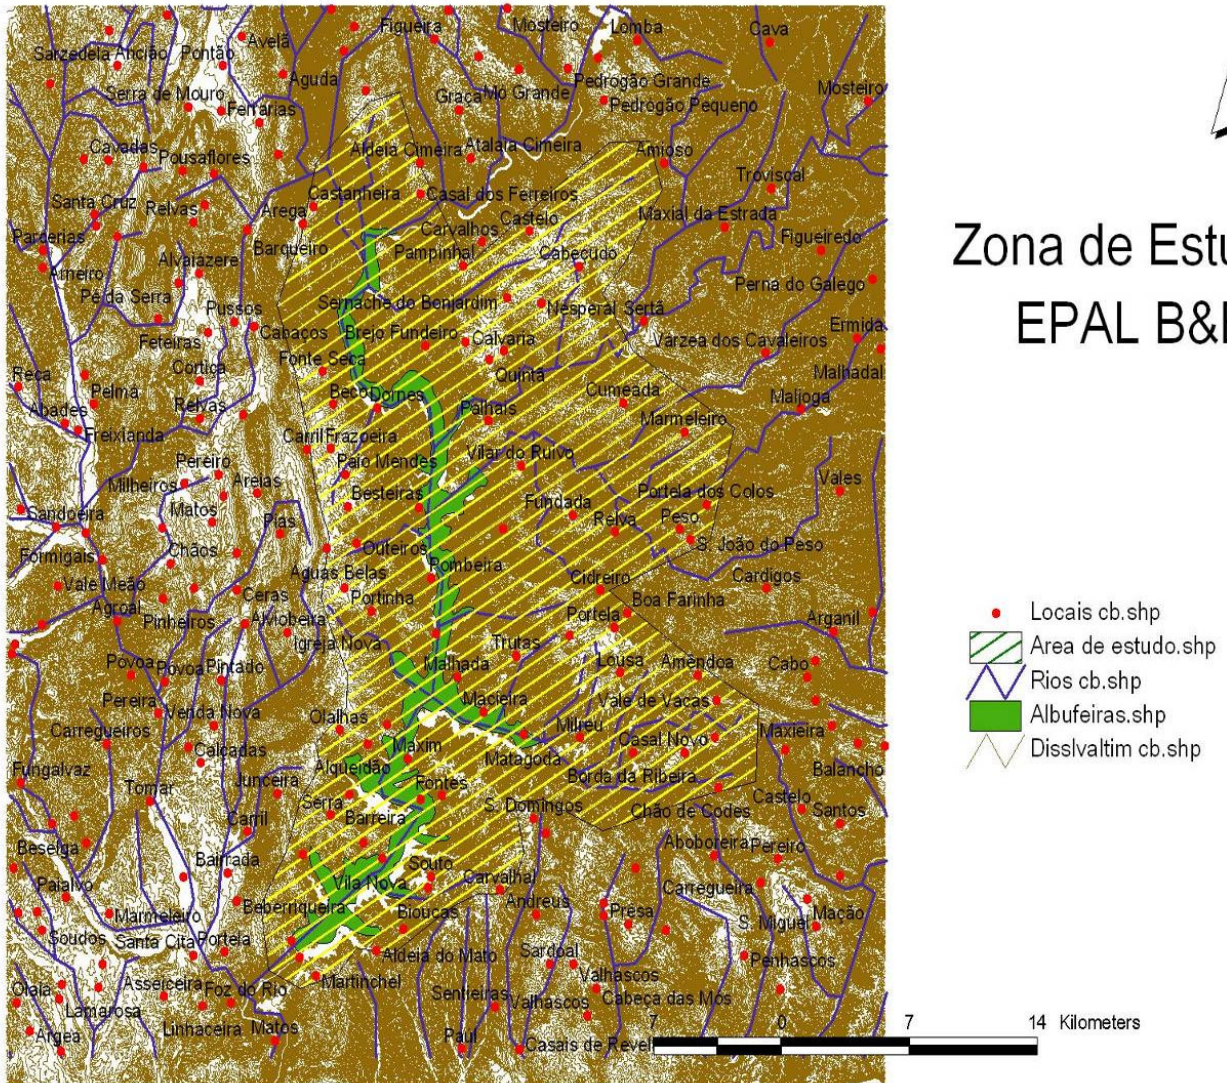 Figueira
Mosteiro
Lomba
Cava
Sarzedela
Ancião
Pontão
Avelã
Aguda
Pedrogão Grande
Mosteiro
Serra de Mouro
Ferrarias
Graça
Mó Grande
Pedrogão Pequeno
Cavadas
Pousaflores
Aldeia Cimeira
Atalaia Cimeira
Amioso
Troviscal
Santa Cruz
Relvas
Arega
Castanheira
Casal dos Ferreiros
Castelo
Maxial da Estrada
Parcerias
Barqueiro
Carvalhos
Pampinhal
Cabeçudo
Figueiredo
Arneiro
Alvaiazere
Pé da Serra
Pussos
Sernache do Bonjardim
Nesperal
Sertã
Perna do Galego
Feteiras
Cabaços
Brejo Fundeiro
Calvaria
Várzea dos Cavaleiros
Ermida
Malhadal
Reca
Pelma
Cortiça
Fonte Seca
Quintã
Cumeada
Maljoga
Abades
Relvas
Beco
Dornes
Palhais
Marmeleiro
Freixianda
Carril
Frazoeira
Vilar do Ruivo
Pereiro
Paio Mendes
Milheiros
Areias
Besteiras
Fundada
Portela dos Colos
Vales
Sandoeira
Matos
Pias
Relva
Peso
Formigais
Chãos
Outeiros
S. João do Peso
Vale Meão
Ceras
Aguas Belas
Bombeira
Cidreiro
Cardigos
Agroal
Pinheiros
Alviobeira
Portinha
Portela
Boa Farinha
Arganil
Igreja Nova
Trutas
Póvoa
Póvoa
Pintado
Malhada
Lousa
Amêndoa
Cabo
Pereira
Venda Nova
Macieira
Vale de Vacas
Carregueiros
Olalhas
Milreu
Maxieira
Calçadas
Maxim
Matagoda
Casal Novo
Fungalvaz
Alqueidão
Borda da Ribeira
Balancho
Tomar
Junceira
Serra
Fontes
S. Domingos
Chão de Codes
Castelo
Santos
Carril
Barreira
Beselga
Aboboreira
Pereiro
Bairrada
Souto
Paialvo
Vila Nova
Carvalhal
Carregueira
Marmeleiro
Beberriqueira
Bioucas
Andreus
Presa
Mação
S. Miguel
Soudos
Santa Cita
Portela
Aldeia do Mato
Sardoal
Penhascos
Valhascos
Olaia
Asseiceira
Foz do Rio
Martinchel
Sentieiras
Valhascos
Cabeça das Mós
Lamarosa
Linhaceira
Matos
Argea
Paul
Casais de Revel
Zona de Estu
EPAL B&
Locais cb.shp
Area de estudo.shp
Rios cb.shp
Albufeiras.shp
Disslvaltim cb.shp
7 0 7 14 Kilometers